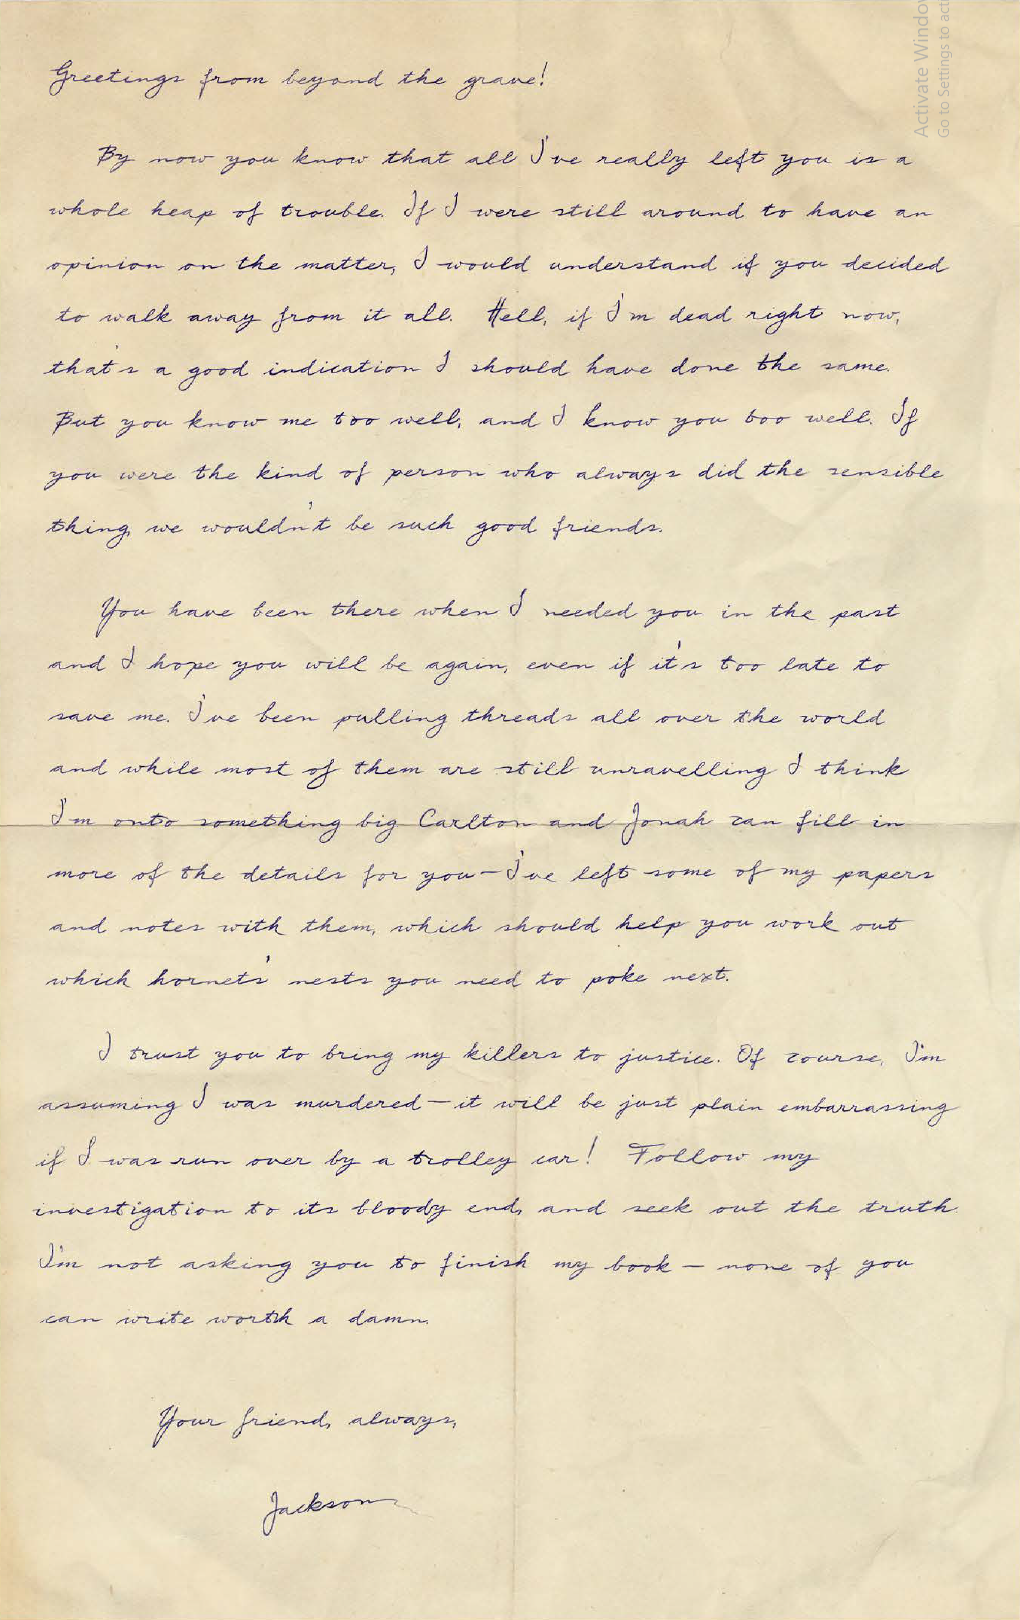 Activate Windo
Go to Settings to acti
Greetings from beyond the grave!
By now you know that all I've really left you is a
whole heap of trouble. If I were still around to have an
opinion on the matter, I would understand if you decided
to walk away from it all. Hell, if I'm dead right now,
that's a good indication I should have done the same.
But you know me too well, and I know you too well. If
you were the kind of person who always did the sensible
thing, we wouldn't be such good friends.
You have been there when I needed you in the past
and I hope you will be again, even if it's too late to
save me. I've been pulling threads all over the world
and while most of them are still unravelling I think
I'm onto something big Carlton and Jonah can fill in
more of the details for you – I've left some of my papers
and notes with them, which should help you work out
which hornets' nests you need to poke next.
I trust you to bring my killers to justice. Of course, I'm
assuming I was murdered – it will be just plain embarrassing
if I was run over by a trolley car! Follow my
investigation to its bloody end, and seek out the truth.
I'm not asking you to finish my book – none of you
can write worth a damn.
Your friend, always,
Jackson